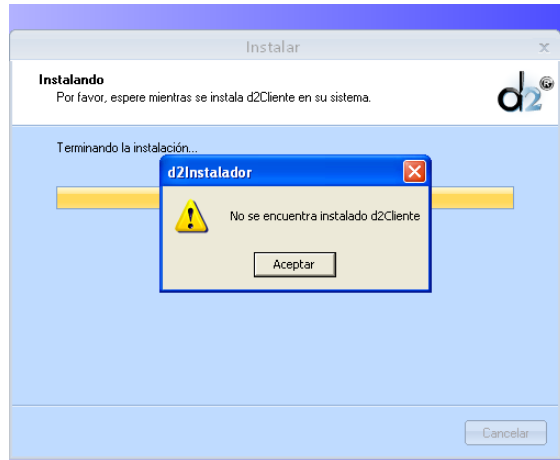 Instalar
Instalando
Por favor, espere mientras se instala d2Cliente en su sistema.
d2®
Terminando la instalación...
d2Instalador
No se encuentra instalado d2Cliente
Aceptar
Cancelar